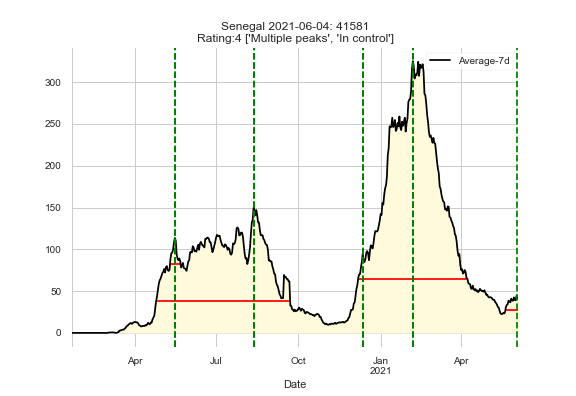 Senegal 2021-06-04: 41581
Rating:4 ['Multiple peaks', 'In control']
Average-7d
300
250
200
150
100
50
0
Apr Jul Oct Jan Apr
2021
Date